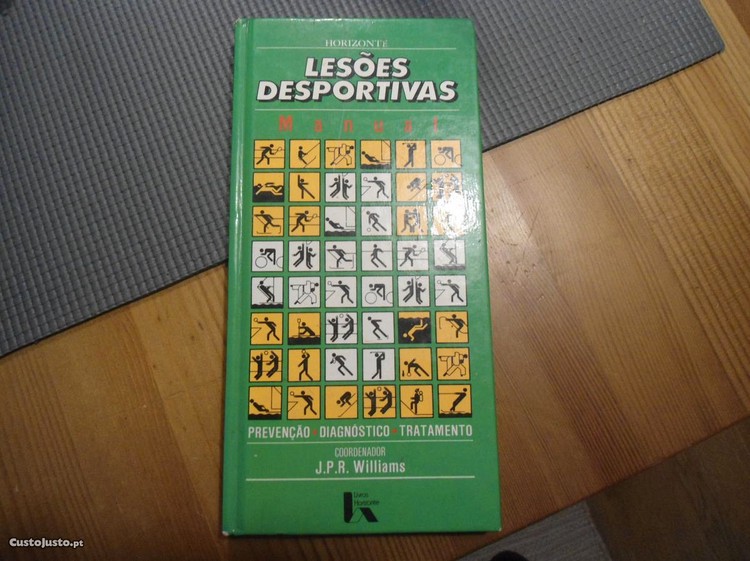 HORIZONTE
LESÕES
DESPORTIVAS
Manual
PREVENÇÃO • DIAGNÓSTICO • TRATAMENTO
COORDENADOR
J.P.R. Williams
Livros
Horizonte
CustoJusto.pt